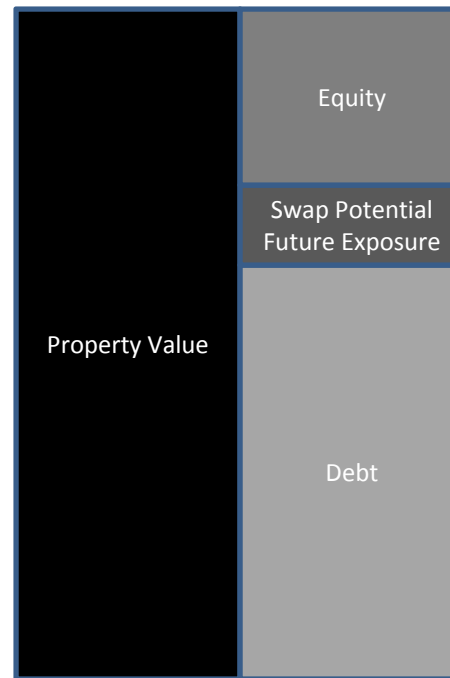 Equity
Swap Potential
Future Exposure
Property Value
Debt